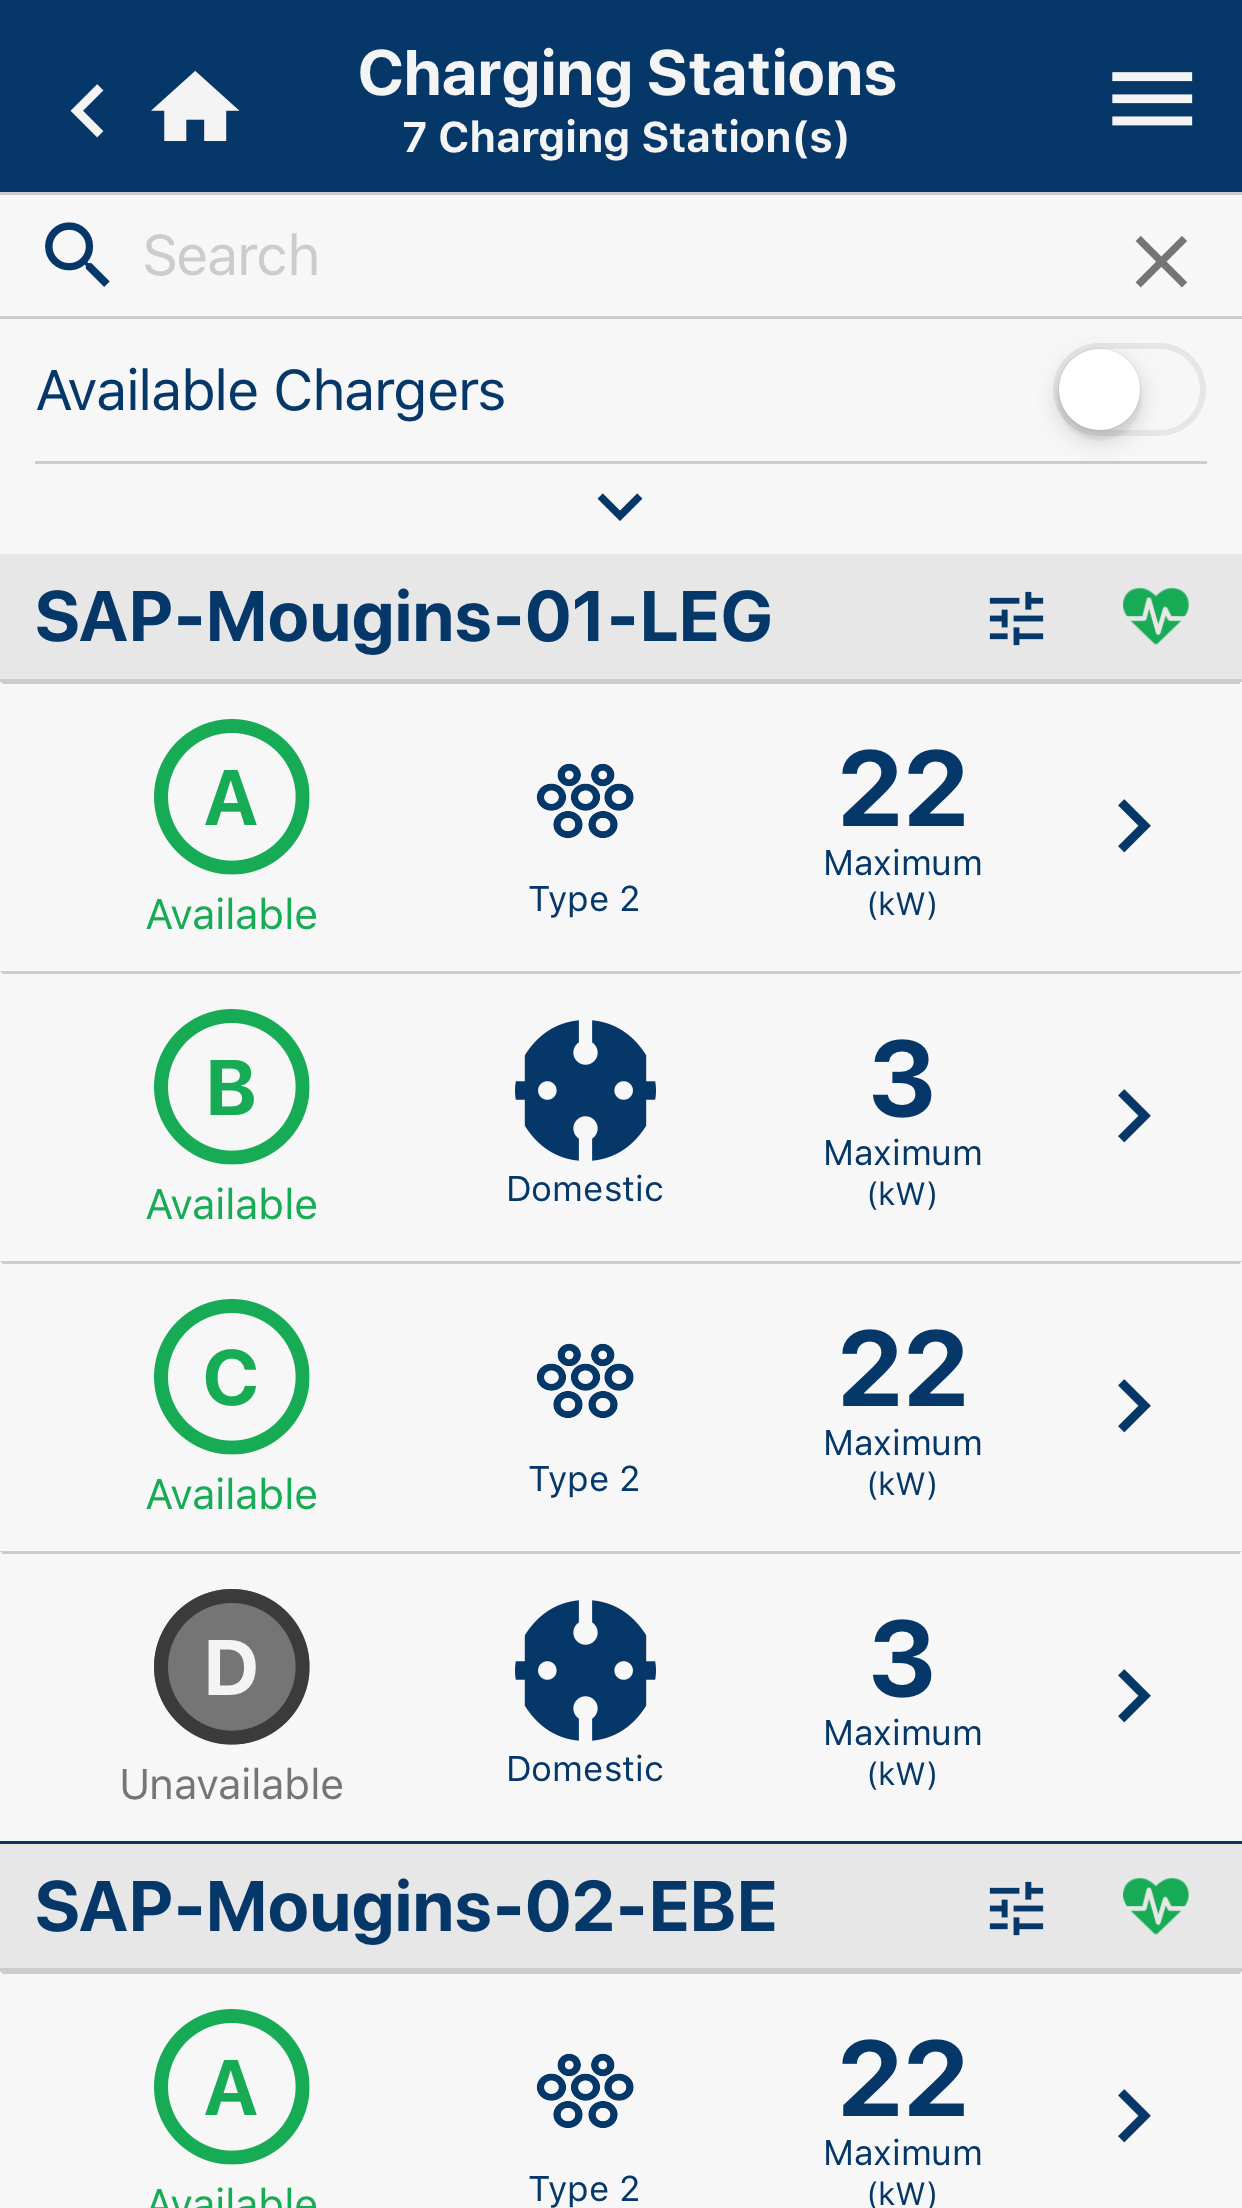 Charging Stations
7 Charging Station(s)
Search
Available Chargers
SAP-Mougins-01-LEG
A
Available
Type 2
22
Maximum
(kW)
B
Available
Domestic
3
Maximum
(kW)
C
Available
Type 2
22
Maximum
(kW)
D
Unavailable
Domestic
3
Maximum
(kW)
SAP-Mougins-02-EBE
A
Available
Type 2
22
Maximum
(kW)